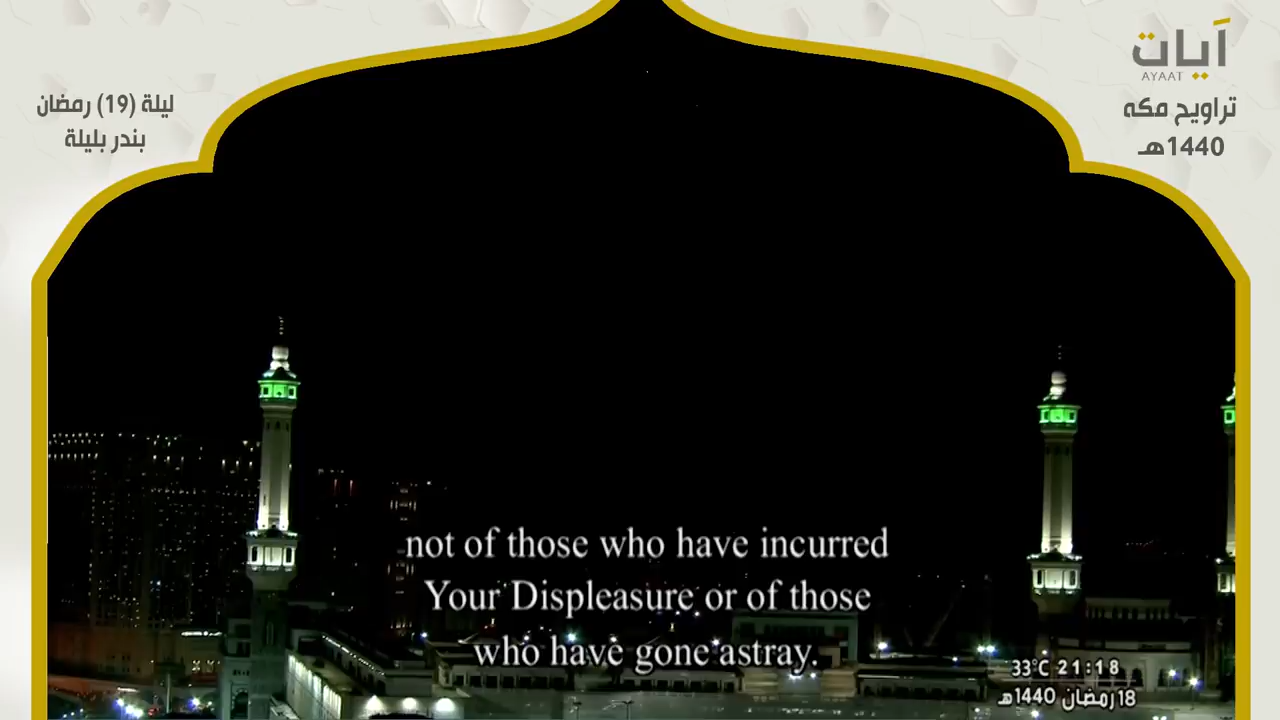 آيات
AYAAT
تراويح مكه
1440هـ
ليلة (19) رمضان
بندر بليلة
not of those who have incurred
Your Displeasure or of those
who have gone astray.
33°C 21:18
18 رمضان 1440هـ